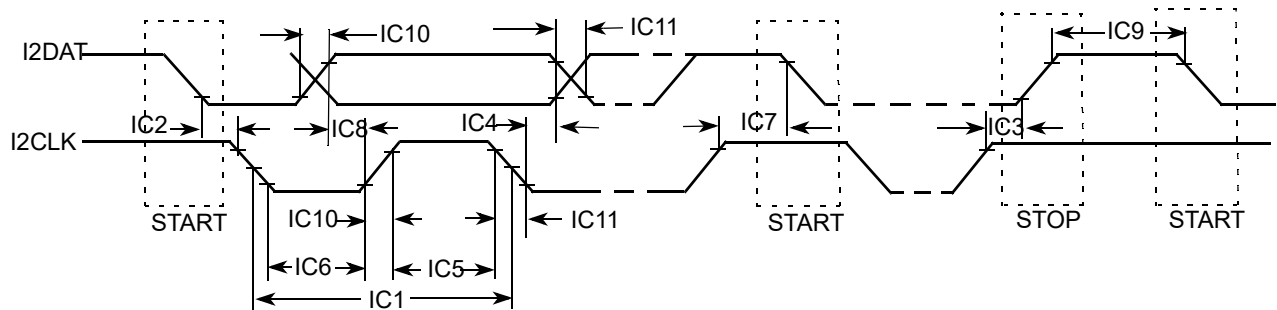 IC10
IC11
IC9
I2DAT
IC2
IC8
IC4
IC7
IC3
I2CLK
START
IC10
IC11
START
STOP
START
IC6
IC5
IC1